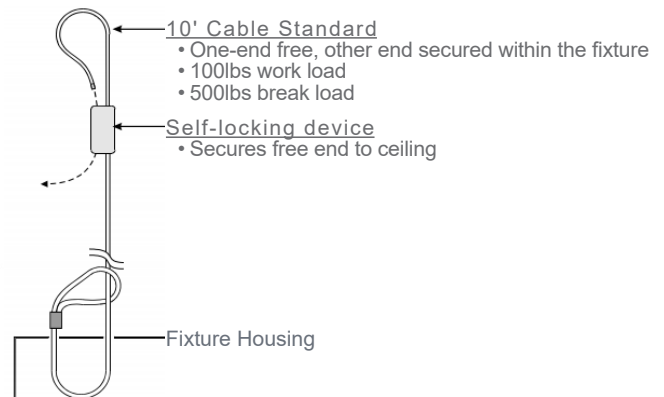 10' Cable Standard
• One-end free, other end secured within the fixture
• 100lbs work load
• 500lbs break load
Self-locking device
• Secures free end to ceiling
Fixture Housing